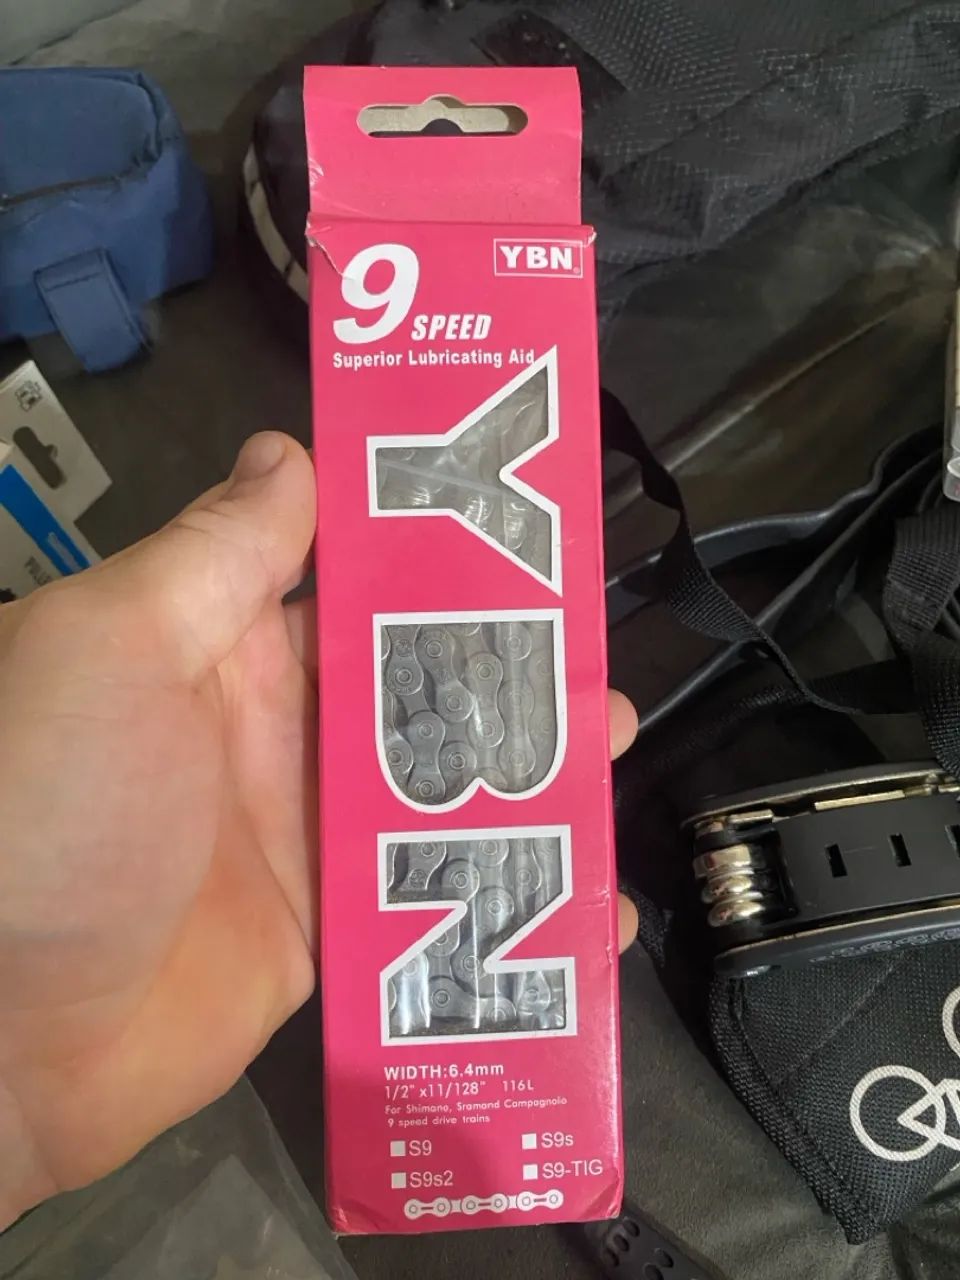 9 SPEED
YBN
Superior Lubricating Aid
YBN
WIDTH:6.4mm
1/2" x11/128" 116L
For Shimano, Sramand Campagnolo
9 speed drive trains
S9
S9s
S9s2
S9-TIG